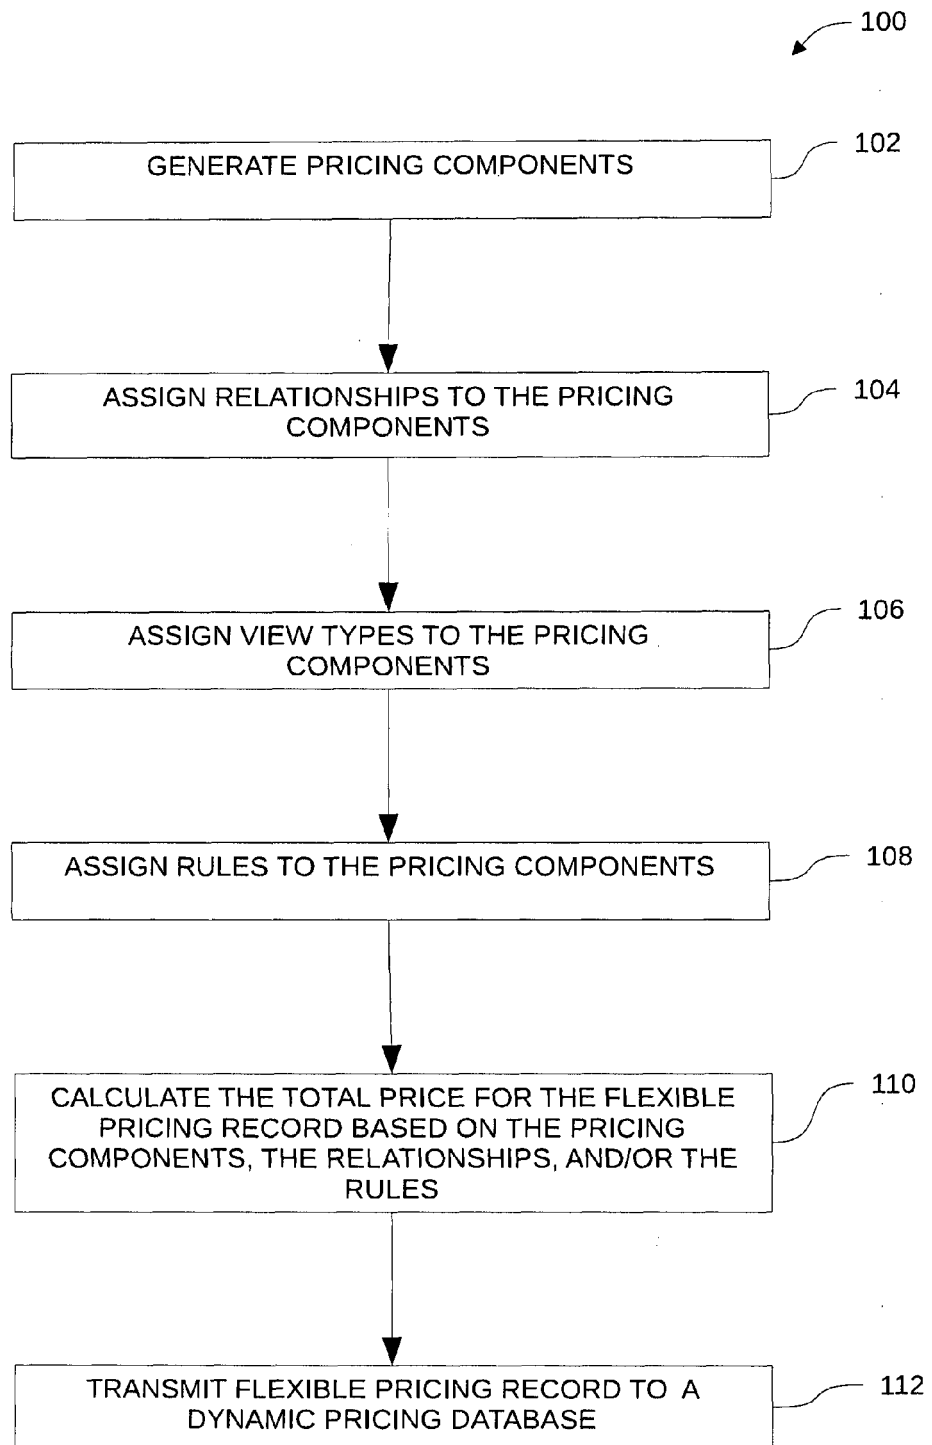 100
GENERATE PRICING COMPONENTS
102
ASSIGN RELATIONSHIPS TO THE PRICING
COMPONENTS
104
ASSIGN VIEW TYPES TO THE PRICING
COMPONENTS
106
ASSIGN RULES TO THE PRICING COMPONENTS
108
CALCULATE THE TOTAL PRICE FOR THE FLEXIBLE
PRICING RECORD BASED ON THE PRICING
COMPONENTS, THE RELATIONSHIPS, AND/OR THE
RULES
110
TRANSMIT FLEXIBLE PRICING RECORD TO A
DYNAMIC PRICING DATABASE
112